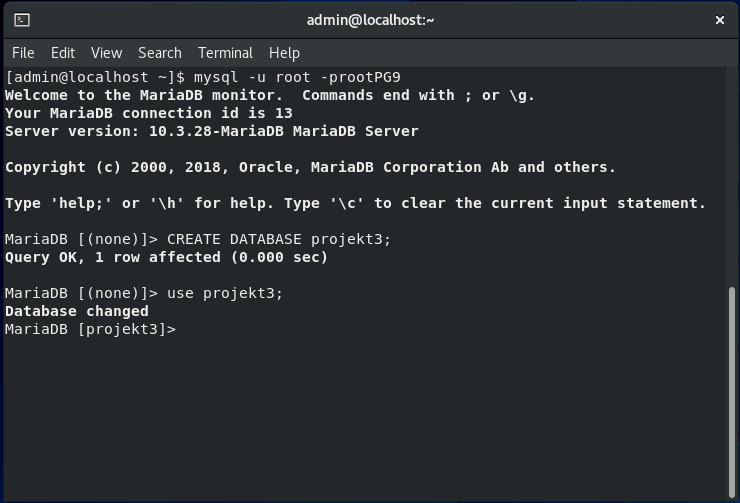 admin@localhost:~
File Edit View Search Terminal Help
[admin@localhost ~]$ mysql -u root -prootPG9
Welcome to the MariaDB monitor.  Commands end with ; or \g.
Your MariaDB connection id is 13
Server version: 10.3.28-MariaDB MariaDB Server
Copyright (c) 2000, 2018, Oracle, MariaDB Corporation Ab and others.
Type 'help;' or '\h' for help. Type '\c' to clear the current input statement.
MariaDB [(none)]> CREATE DATABASE projekt3;
Query OK, 1 row affected (0.000 sec)
MariaDB [(none)]> use projekt3;
Database changed
MariaDB [projekt3]>